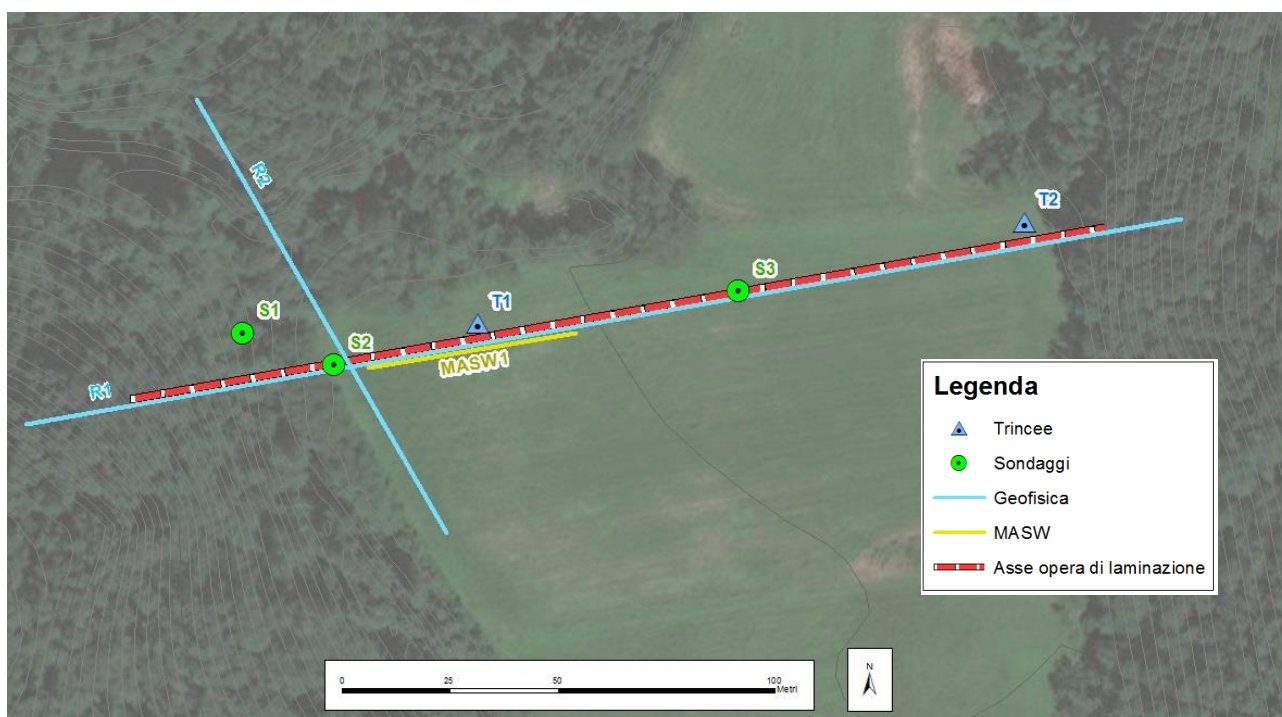 R2
T2
S3
S1
T1
S2
MASW1
R1
Legenda
Trincee
Sondaggi
Geofisica
MASW
Asse opera di laminazione
0 25 50 100
Metri
N